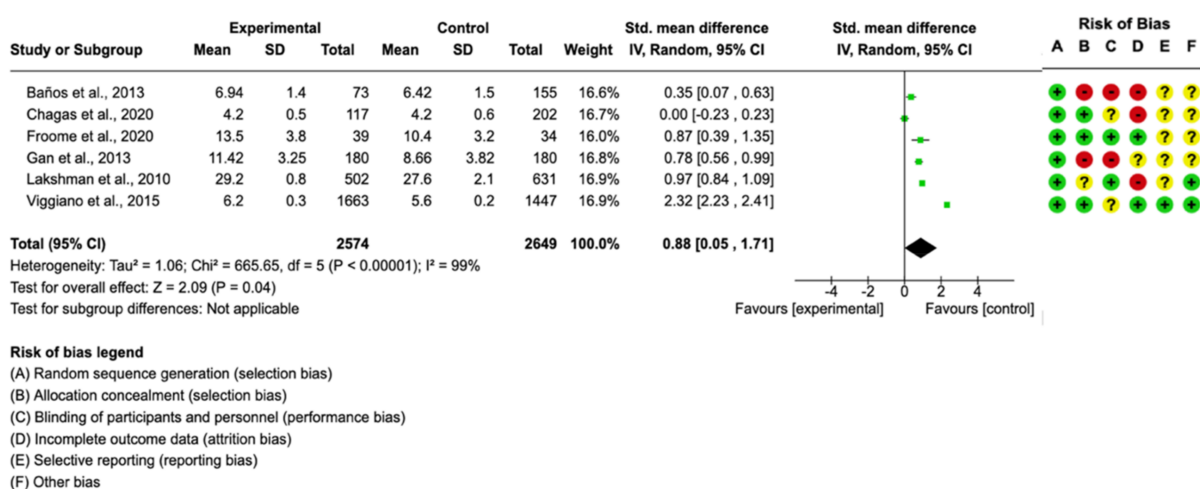 Experimental Control Std. mean difference Std. mean difference Risk of Bias
Study or Subgroup Mean SD Total Mean SD Total Weight IV, Random, 95% CI IV, Random, 95% CI A B C D E F
Baños et al., 2013 6.94 1.4 73 6.42 1.5 155 16.6% 0.35 [0.07 , 0.63] + - - - ? ?
Chagas et al., 2020 4.2 0.5 117 4.2 0.6 202 16.7% 0.00 [-0.23 , 0.23] + + ? - ? ?
Froome et al., 2020 13.5 3.8 39 10.4 3.2 34 16.0% 0.87 [0.39 , 1.35] + + + + ? ?
Gan et al., 2013 11.42 3.25 180 8.66 3.82 180 16.8% 0.78 [0.56 , 0.99] + - - ? ? ?
Lakshman et al., 2010 29.2 0.8 502 27.6 2.1 631 16.9% 0.97 [0.84 , 1.09] + ? + - ? +
Viggiano et al., 2015 6.2 0.3 1663 5.6 0.2 1447 16.9% 2.32 [2.23 , 2.41] + + ? + + +
Total (95% CI) 2574 2649 100.0% 0.88 [0.05 , 1.71]
Heterogeneity: Tau² = 1.06; Chi² = 665.65, df = 5 (P < 0.00001); I² = 99%
Test for overall effect: Z = 2.09 (P = 0.04)
Test for subgroup differences: Not applicable
-4 -2 0 2 4
Favours [experimental] Favours [control]
Risk of bias legend
(A) Random sequence generation (selection bias)
(B) Allocation concealment (selection bias)
(C) Blinding of participants and personnel (performance bias)
(D) Incomplete outcome data (attrition bias)
(E) Selective reporting (reporting bias)
(F) Other bias